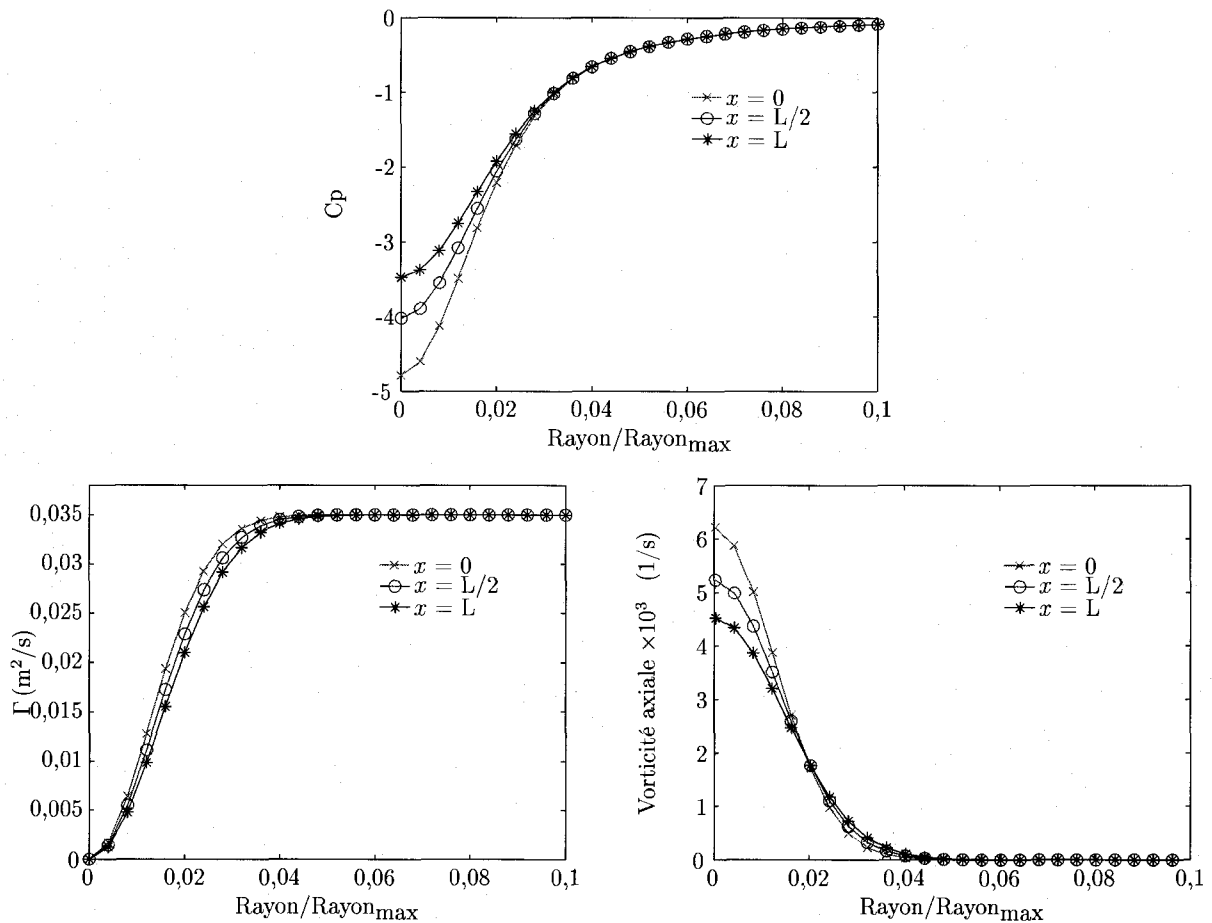 Cp
0
-1
-2
-3
-4
-5
x = 0
x = L/2
x = L
0
0,02
0,04
0,06
0,08
0,1
Rayon/Rayonmax
Γ (m²/s)
0,035
0,03
0,025
0,02
0,015
0,01
0,005
0
x = 0
x = L/2
x = L
0
0,02
0,04
0,06
0,08
0,1
Rayon/Rayonmax
Vorticité axiale ×10³ (1/s)
7
6
5
4
3
2
1
0
x = 0
x = L/2
x = L
0
0,02
0,04
0,06
0,08
0,1
Rayon/Rayonmax